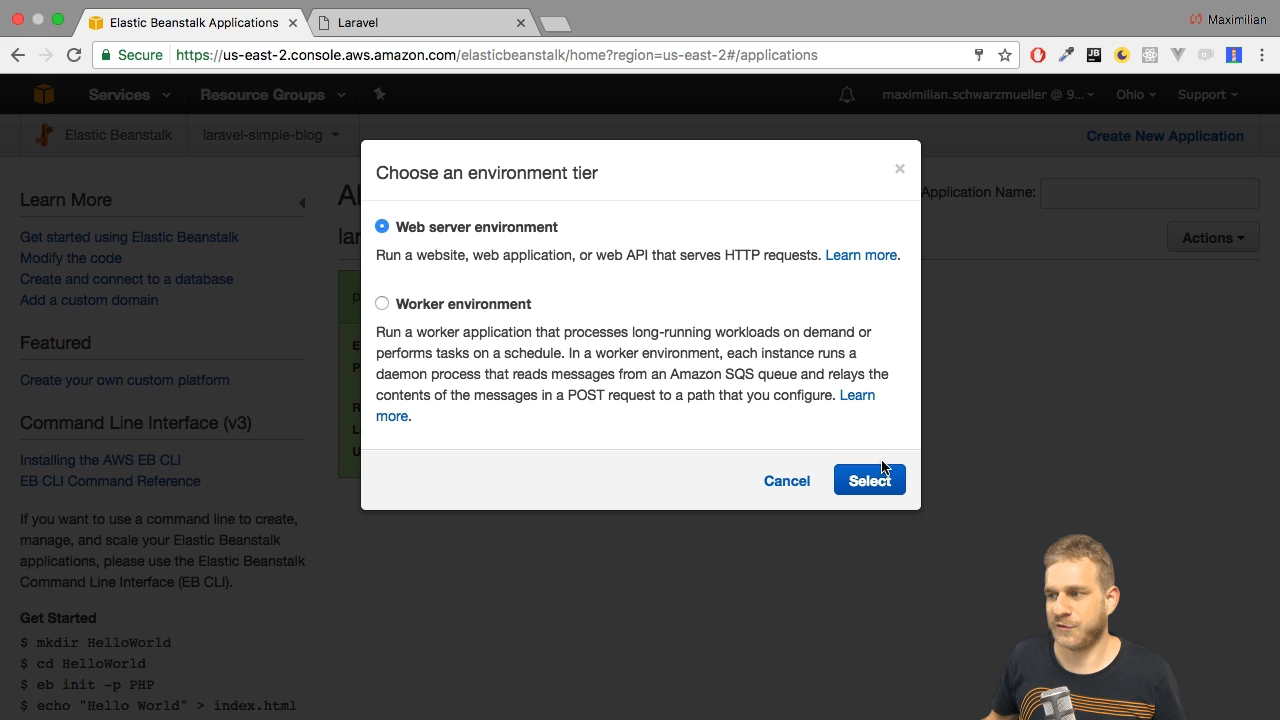 Elastic Beanstalk Applications
Laravel
Maximilian
Secure
https://us-east-2.console.aws.amazon.com/elasticbeanstalk/home?region=us-east-2#/applications
JB
Services
Resource Groups
maximilian.schwarzmueller @ 9...
Ohio
Support
Elastic Beanstalk
laravel-simple-blog
Create New Application
Learn More
Get started using Elastic Beanstalk
Modify the code
Create and connect to a database
Add a custom domain
Featured
Create your own custom platform
Command Line Interface (v3)
Installing the AWS EB CLI
EB CLI Command Reference
If you want to use a command line to create,
manage, and scale your Elastic Beanstalk
applications, please use the Elastic Beanstalk
Command Line Interface (EB CLI).
Get Started
$ mkdir HelloWorld
$ cd HelloWorld
$ eb init -p PHP
$ echo "Hello World" > index.html
Application Name:
Actions
Choose an environment tier
Web server environment
Run a website, web application, or web API that serves HTTP requests. Learn more.
Worker environment
Run a worker application that processes long-running workloads on demand or
performs tasks on a schedule. In a worker environment, each instance runs a
daemon process that reads messages from an Amazon SQS queue and relays the
contents of the messages in a POST request to a path that you configure. Learn
more.
Cancel
Select